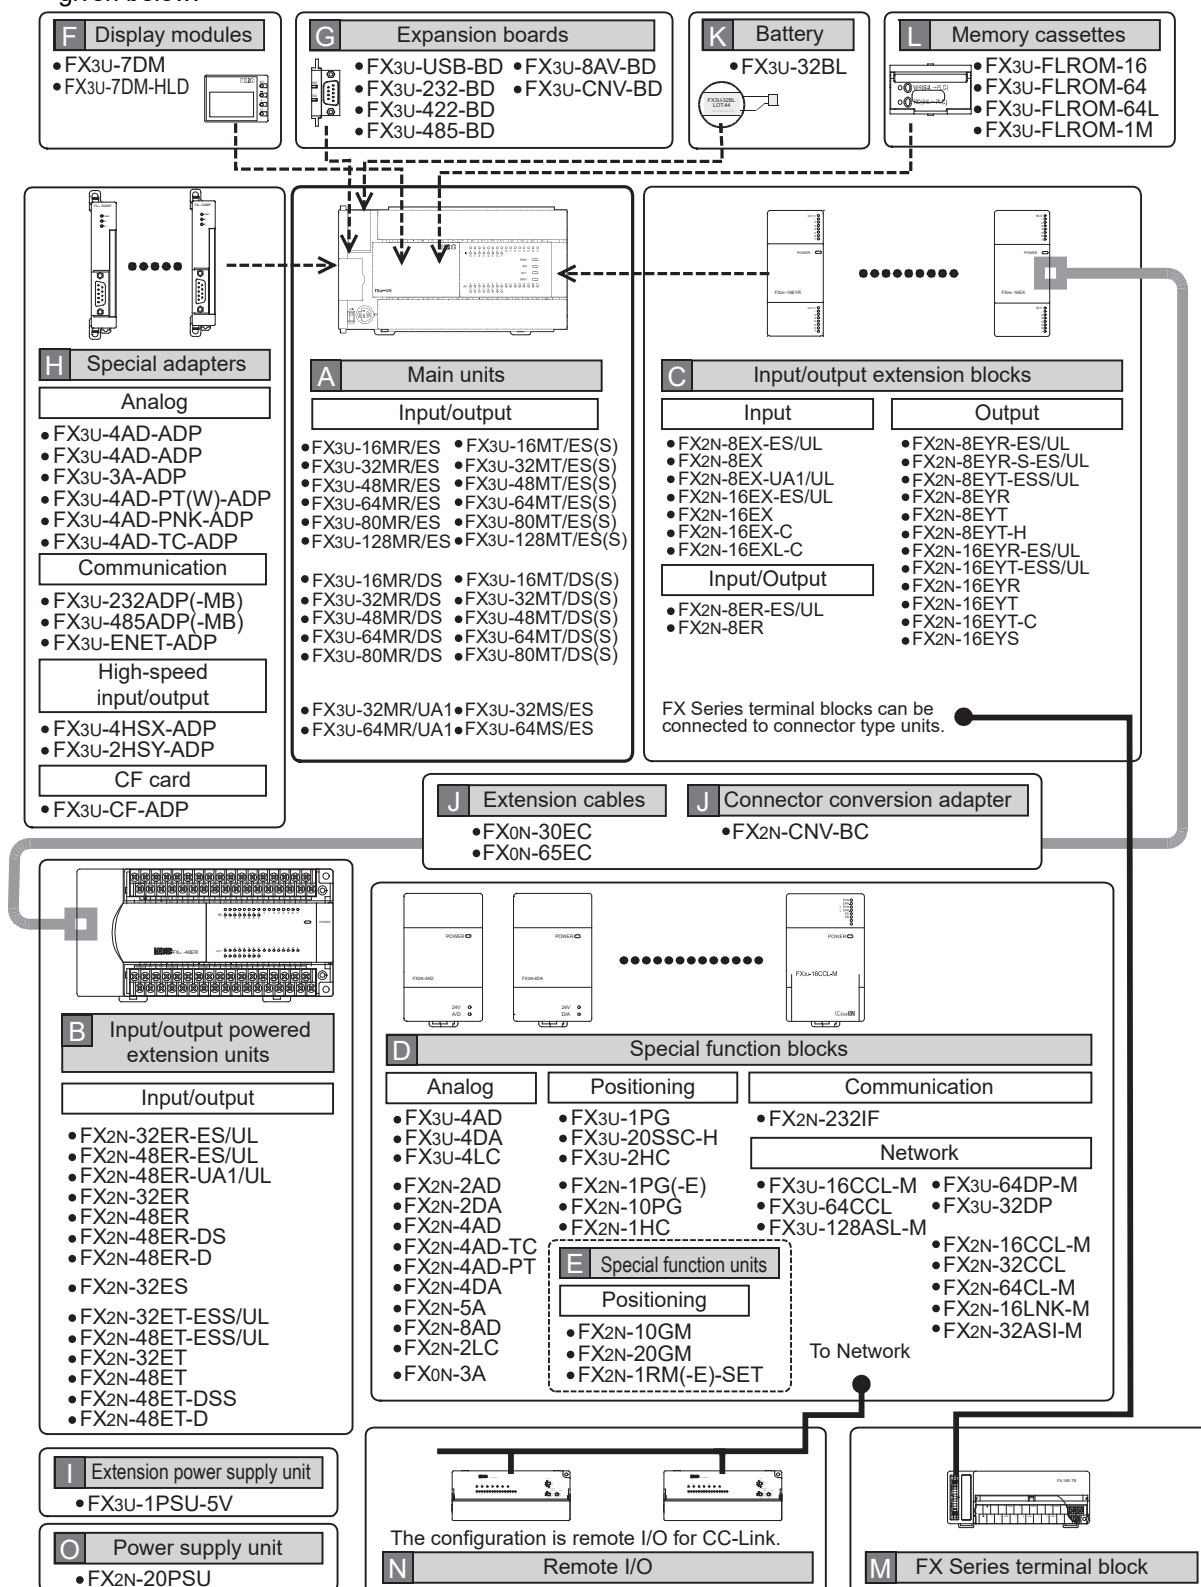 F Display modules
•FX3U-7DM
•FX3U-7DM-HLD
G Expansion boards
•FX3U-USB-BD •FX3U-8AV-BD
•FX3U-232-BD •FX3U-CNV-BD
•FX3U-422-BD
•FX3U-485-BD
K Battery
•FX3U-32BL
FX3U-32BL
L Memory cassettes
•FX3U-FLROM-16
•FX3U-FLROM-64
•FX3U-FLROM-64L
•FX3U-FLROM-1M
H Special adapters
Analog
•FX3U-4AD-ADP
•FX3U-4AD-ADP
•FX3U-3A-ADP
•FX3U-4AD-PT(W)-ADP
•FX3U-4AD-PNK-ADP
•FX3U-4AD-TC-ADP
Communication
•FX3U-232ADP(-MB)
•FX3U-485ADP(-MB)
•FX3U-ENET-ADP
High-speed
input/output
•FX3U-4HSX-ADP
•FX3U-2HSY-ADP
CF card
•FX3U-CF-ADP
A Main units
Input/output
•FX3U-16MR/ES •FX3U-16MT/ES(S)
•FX3U-32MR/ES •FX3U-32MT/ES(S)
•FX3U-48MR/ES •FX3U-48MT/ES(S)
•FX3U-64MR/ES •FX3U-64MT/ES(S)
•FX3U-80MR/ES •FX3U-80MT/ES(S)
•FX3U-128MR/ES •FX3U-128MT/ES(S)
•FX3U-16MR/DS •FX3U-16MT/DS(S)
•FX3U-32MR/DS •FX3U-32MT/DS(S)
•FX3U-48MR/DS •FX3U-48MT/DS(S)
•FX3U-64MR/DS •FX3U-64MT/DS(S)
•FX3U-80MR/DS •FX3U-80MT/DS(S)
•FX3U-32MR/UA1 •FX3U-32MS/ES
•FX3U-64MR/UA1 •FX3U-64MS/ES
POWER
FX2N-16EYR
POWER
FX2N-16EX
C Input/output extension blocks
Input
•FX2N-8EX-ES/UL
•FX2N-8EX
•FX2N-8EX-UA1/UL
•FX2N-16EX-ES/UL
•FX2N-16EX
•FX2N-16EX-C
•FX2N-16EXL-C
Input/Output
•FX2N-8ER-ES/UL
•FX2N-8ER
Output
•FX2N-8EYR-ES/UL
•FX2N-8EYR-S-ES/UL
•FX2N-8EYT-ESS/UL
•FX2N-8EYR
•FX2N-8EYT
•FX2N-8EYT-H
•FX2N-16EYR-ES/UL
•FX2N-16EYT-ESS/UL
•FX2N-16EYR
•FX2N-16EYT
•FX2N-16EYT-C
•FX2N-16EYS
FX Series terminal blocks can be
connected to connector type units.
J Extension cables
•FX0N-30EC
•FX0N-65EC
J Connector conversion adapter
•FX2N-CNV-BC
B Input/output powered
extension units
Input/output
•FX2N-32ER-ES/UL
•FX2N-48ER-ES/UL
•FX2N-48ER-UA1/UL
•FX2N-32ER
•FX2N-48ER
•FX2N-48ER-DS
•FX2N-48ER-D
•FX2N-32ES
•FX2N-32ET-ESS/UL
•FX2N-48ET-ESS/UL
•FX2N-32ET
•FX2N-48ET
•FX2N-48ET-DSS
•FX2N-48ET-D
POWER
FX2N-4AD
24V
A/D
POWER
FX2N-4DA
24V
D/A
POWER
FX3U-16CCL-M
D Special function blocks
Analog
•FX3U-4AD
•FX3U-4DA
•FX3U-4LC
•FX2N-2AD
•FX2N-2DA
•FX2N-4AD
•FX2N-4AD-TC
•FX2N-4AD-PT
•FX2N-4DA
•FX2N-5A
•FX2N-8AD
•FX2N-2LC
•FX0N-3A
Positioning
•FX3U-1PG
•FX3U-20SSC-H
•FX3U-2HC
•FX2N-1PG(-E)
•FX2N-10PG
•FX2N-1HC
E Special function units
Positioning
•FX2N-10GM
•FX2N-20GM
•FX2N-1RM(-E)-SET
Communication
•FX2N-232IF
Network
•FX3U-16CCL-M •FX3U-64DP-M
•FX3U-64CCL •FX3U-32DP
•FX3U-128ASL-M
•FX2N-16CCL-M
•FX2N-32CCL
•FX2N-64CL-M
•FX2N-16LNK-M
•FX2N-32ASI-M
To Network
I Extension power supply unit
•FX3U-1PSU-5V
O Power supply unit
•FX2N-20PSU
The configuration is remote I/O for CC-Link.
N Remote I/O
M FX Series terminal block